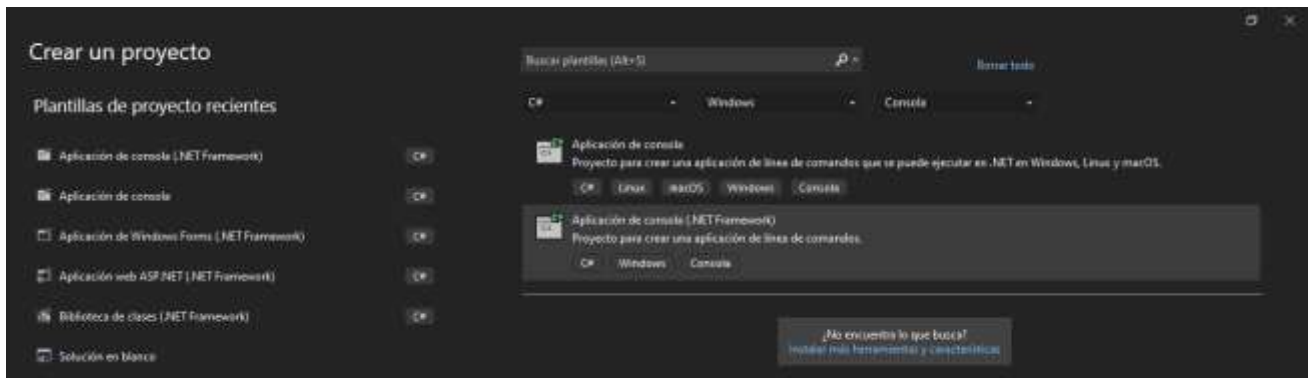 Crear un proyecto
Plantillas de proyecto recientes
Aplicación de consola (.NET Framework) C#
Aplicación de consola C#
Aplicación de Windows Forms (.NET Framework) C#
Aplicación web ASP.NET (.NET Framework) C#
Biblioteca de clases (.NET Framework) C#
Solución en blanco
Buscar plantillas (Alt+S)
Borrar todo
C# Windows Consola
Aplicación de consola
Proyecto para crear una aplicación de línea de comandos que se puede ejecutar en .NET en Windows, Linux y macOS.
C# Linux macOS Windows Consola
Aplicación de consola (.NET Framework)
Proyecto para crear una aplicación de línea de comandos.
C# Windows Consola
¿No encuentra lo que busca?
Instalar más herramientas y características